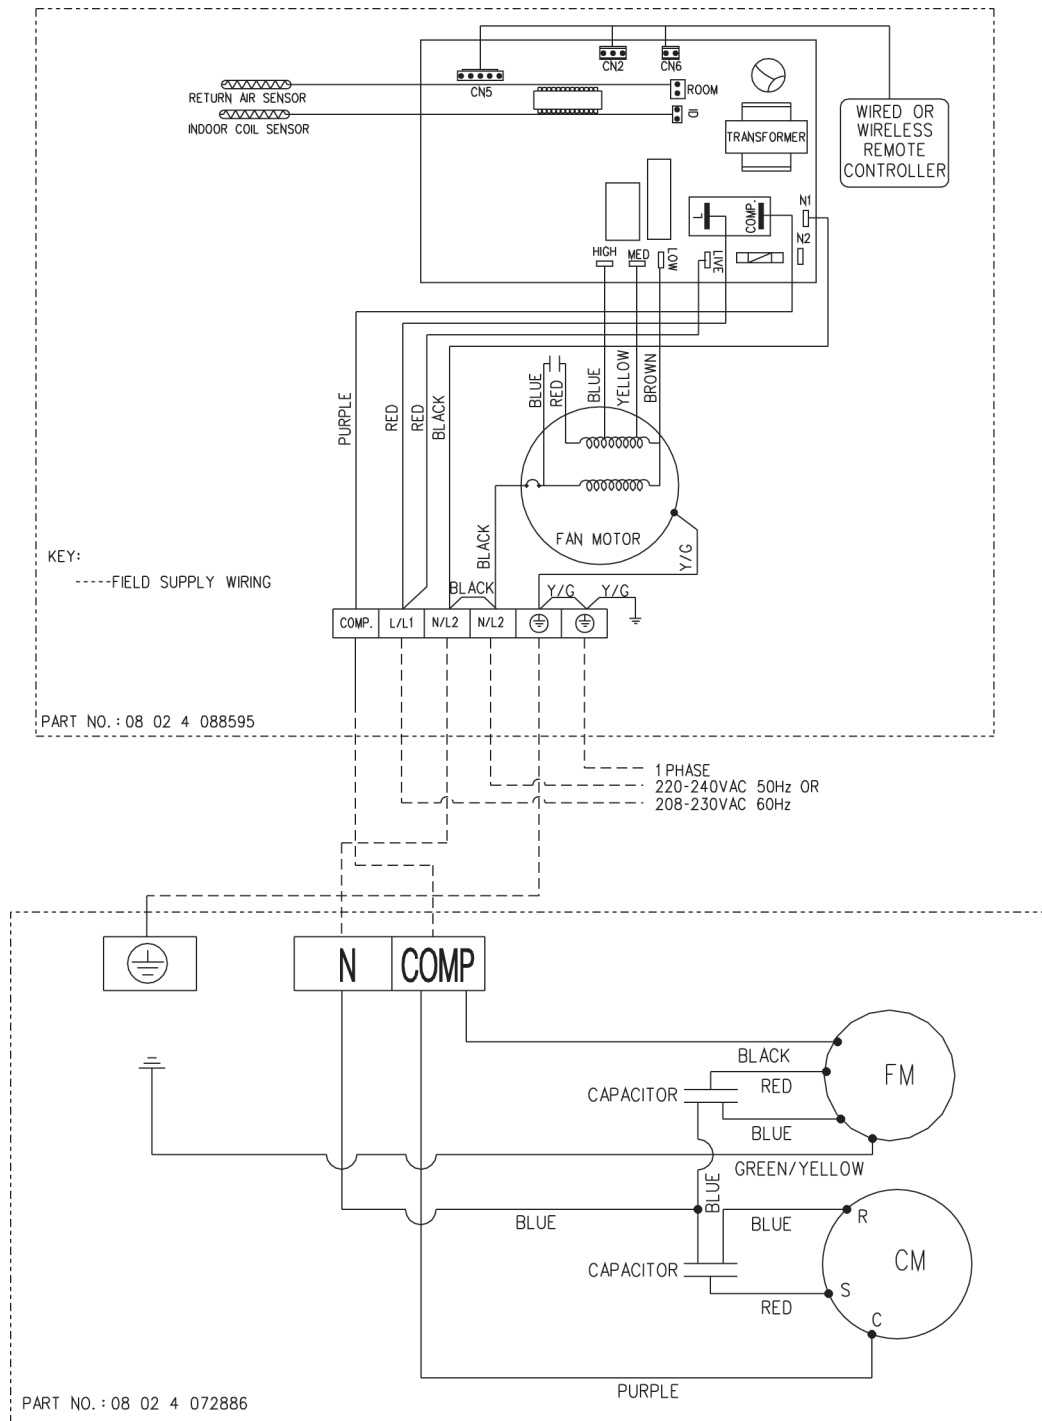 CN2
CN6
CN5
ROOM
ID
RETURN AIR SENSOR
INDOOR COIL SENSOR
TRANSFORMER
WIRED OR
WIRELESS
REMOTE
CONTROLLER
L
COMP.
N1
N2
HIGH
MED
LOW
LIVE
PURPLE
RED
RED
BLACK
BLUE
RED
BLUE
YELLOW
BROWN
FAN MOTOR
BLACK
Y/G
KEY:
-----FIELD SUPPLY WIRING
BLACK
Y/G
Y/G
COMP.
L/L1
N/L2
N/L2
PART NO.:08 02 4 088595
1 PHASE
220-240VAC 50Hz OR
208-230VAC 60Hz
N
COMP
BLACK
FM
CAPACITOR
RED
BLUE
GREEN/YELLOW
BLUE
BLUE
BLUE
R
CM
CAPACITOR
S
RED
C
PURPLE
PART NO.:08 02 4 072886